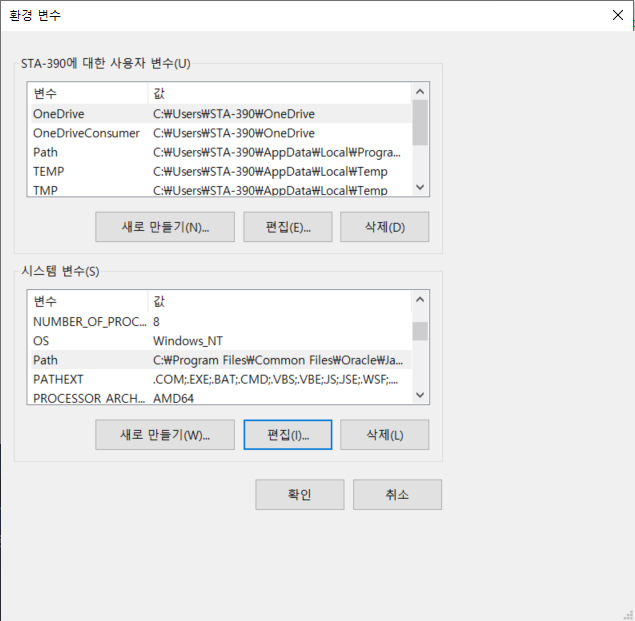 환경 변수
STA-390에 대한 사용자 변수(U)
변수 값
OneDrive C:₩Users₩STA-390₩OneDrive
OneDriveConsumer C:₩Users₩STA-390₩OneDrive
Path C:₩Users₩STA-390₩AppData₩Local₩Progra...
TEMP C:₩Users₩STA-390₩AppData₩Local₩Temp
TMP C:₩Users₩STA-390₩AppData₩Local₩Temp
새로 만들기(N)... 편집(E)... 삭제(D)
시스템 변수(S)
변수 값
NUMBER_OF_PROC... 8
OS Windows_NT
Path C:₩Program Files₩Common Files₩Oracle₩Ja...
PATHEXT .COM;.EXE;.BAT;.CMD;.VBS;.VBE;.JS;.JSE;.WSF;....
PROCESSOR_ARCH... AMD64
새로 만들기(W)... 편집(I)... 삭제(L)
확인 취소